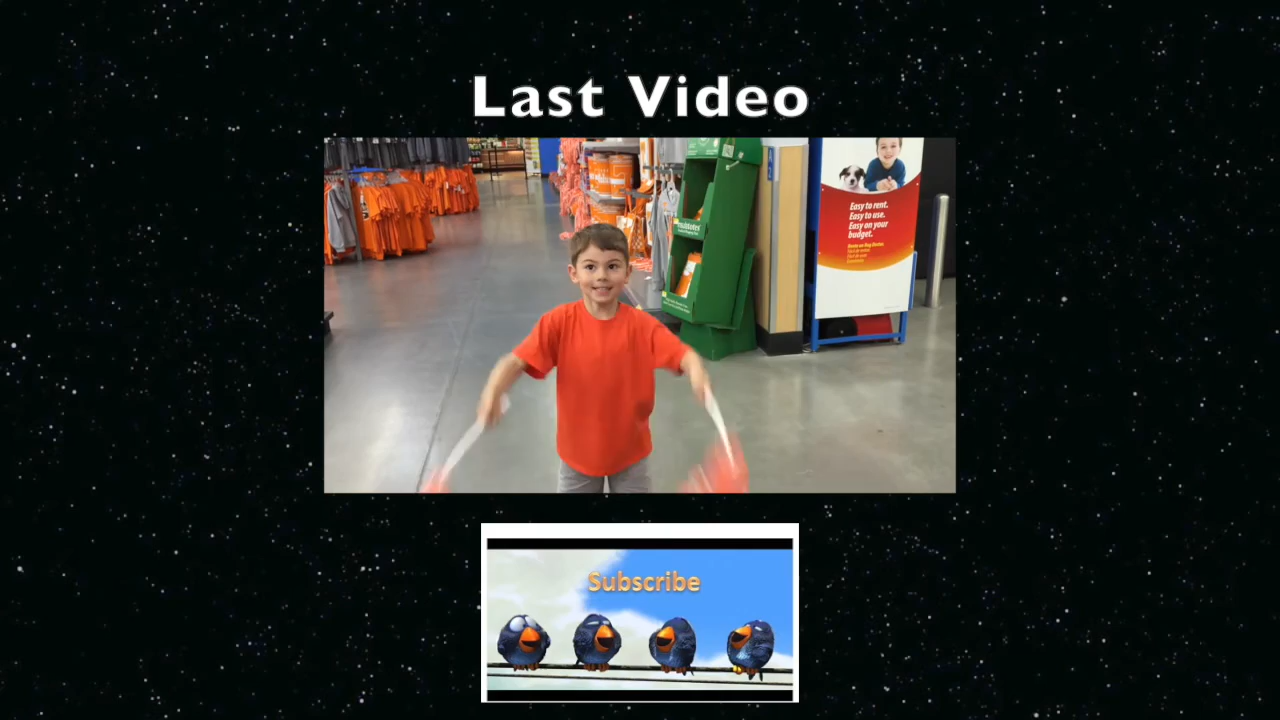 Last Video
Easy to rent.
Easy to use.
Easy on your
budget.
Subscribe